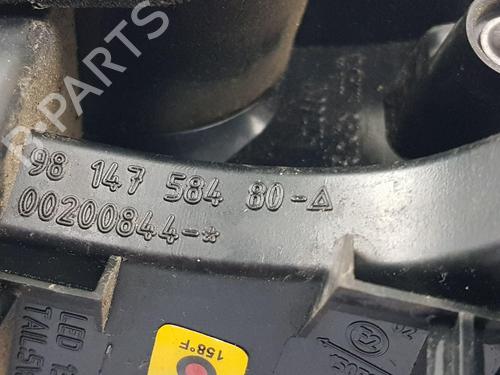 B-PARTS
98 147 584 80-△
00200844-*
LED
TAIL.
158°F